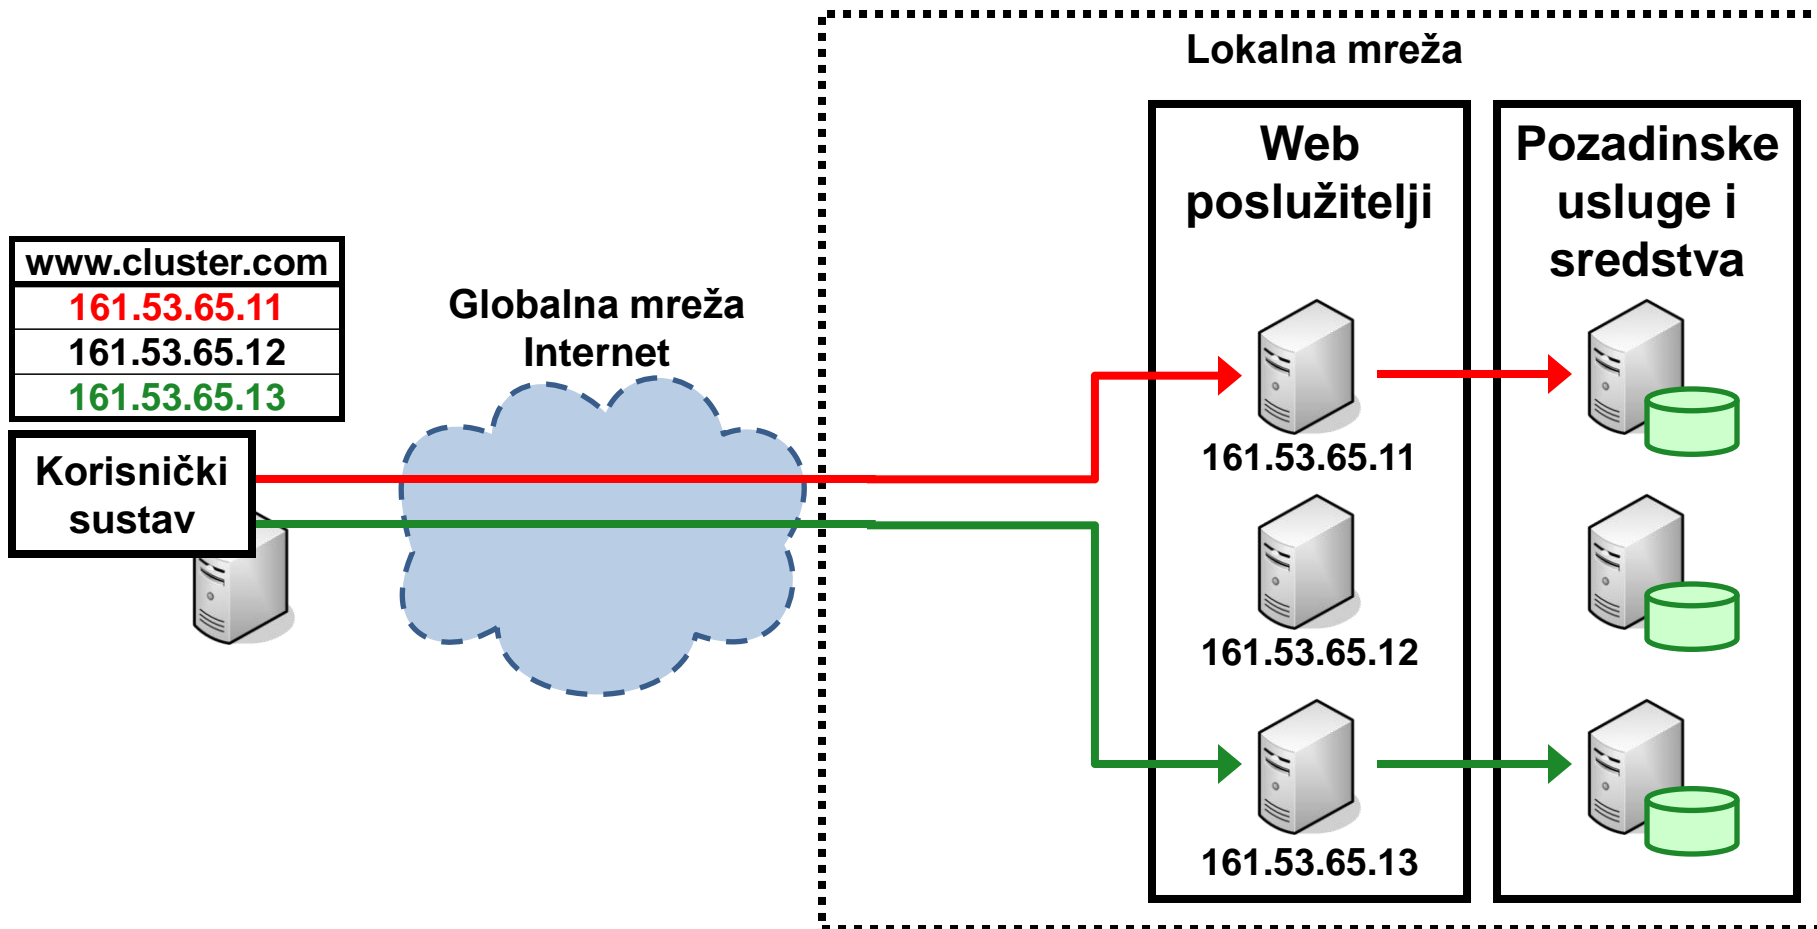 Lokalna mreža
www.cluster.com
161.53.65.11
161.53.65.12
161.53.65.13
Korisnički
sustav
Globalna mreža
Internet
Web
poslužitelji
161.53.65.11
161.53.65.12
161.53.65.13
Pozadinske
usluge i
sredstva